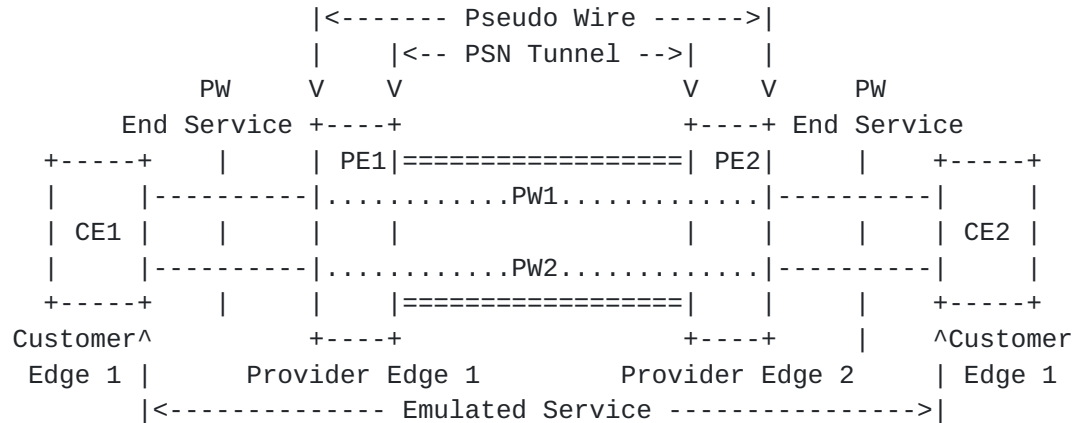 |<------- Pseudo Wire ------>|
|    |<-- PSN Tunnel -->|    |
PW     V    V                  V    V     PW
End Service +----+                  +----+ End Service
+-----+    |     | PE1|==================| PE2|     |    +-----+
|     |----------|............PW1.............|----------|     |
| CE1 |    |     |    |                  |    |     |    | CE2 |
|     |----------|............PW2.............|----------|     |
+-----+    |     |    |==================|    |     |    +-----+
Customer^          +----+                  +----+     |    ^Customer
Edge 1 |      Provider Edge 1         Provider Edge 2     | Edge 1
|<-------------- Emulated Service ---------------->|